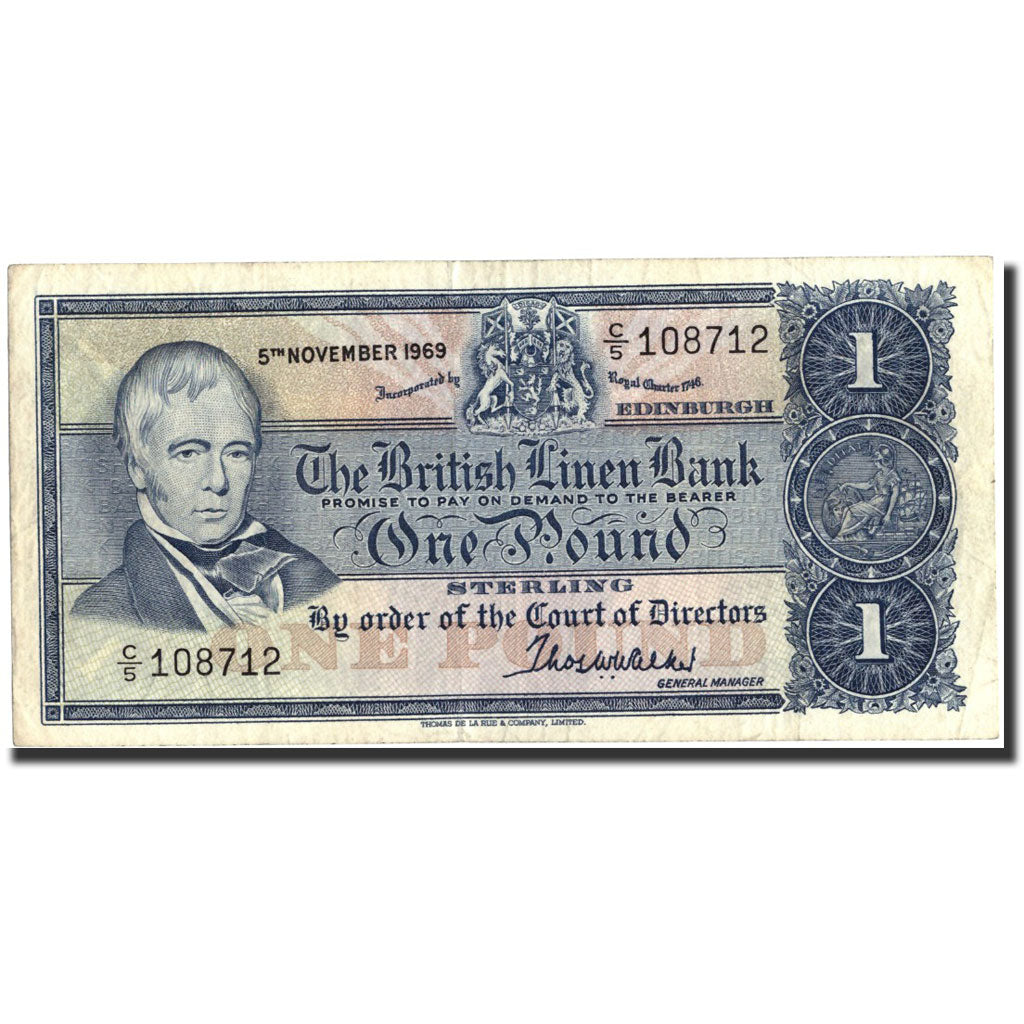 5TH NOVEMBER 1969
C/5 108712
Incorporated by Royal Charter 1746.
EDINBURGH
The British Linen Bank
PROMISE TO PAY ON DEMAND TO THE BEARER
One Pound
STERLING
By order of the Court of Directors
ONE POUND
C/5 108712
Thos W Walker
GENERAL MANAGER
THOMAS DE LA RUE & COMPANY, LIMITED.
1
1